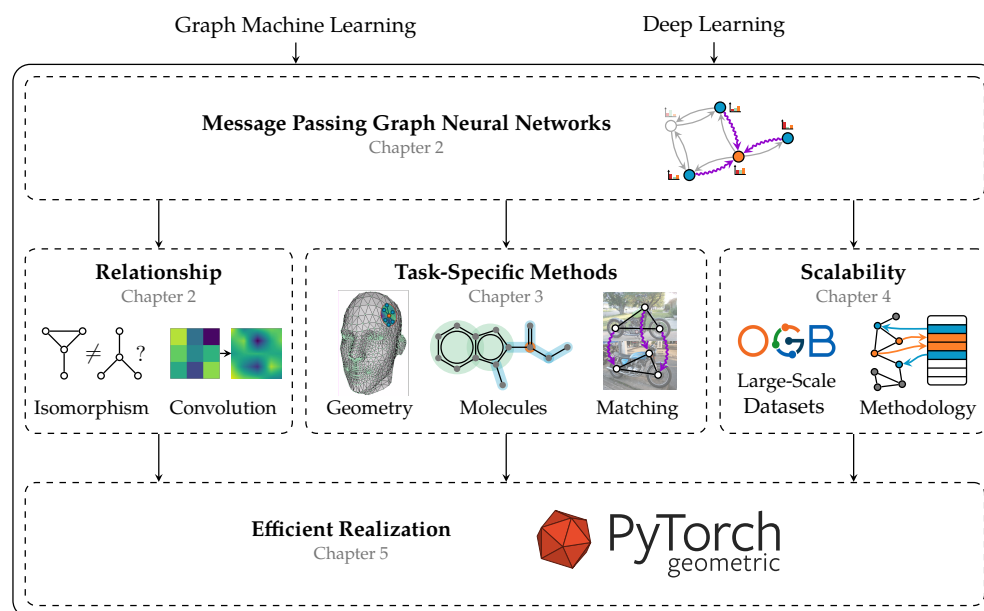 Graph Machine Learning
Deep Learning
Message Passing Graph Neural Networks
Chapter 2
Relationship
Chapter 2
≠ ?
Isomorphism
Convolution
Task-Specific Methods
Chapter 3
Geometry
Molecules
Matching
Scalability
Chapter 4
OGB
Large-Scale
Datasets
Methodology
Efficient Realization
Chapter 5
PyTorch
geometric